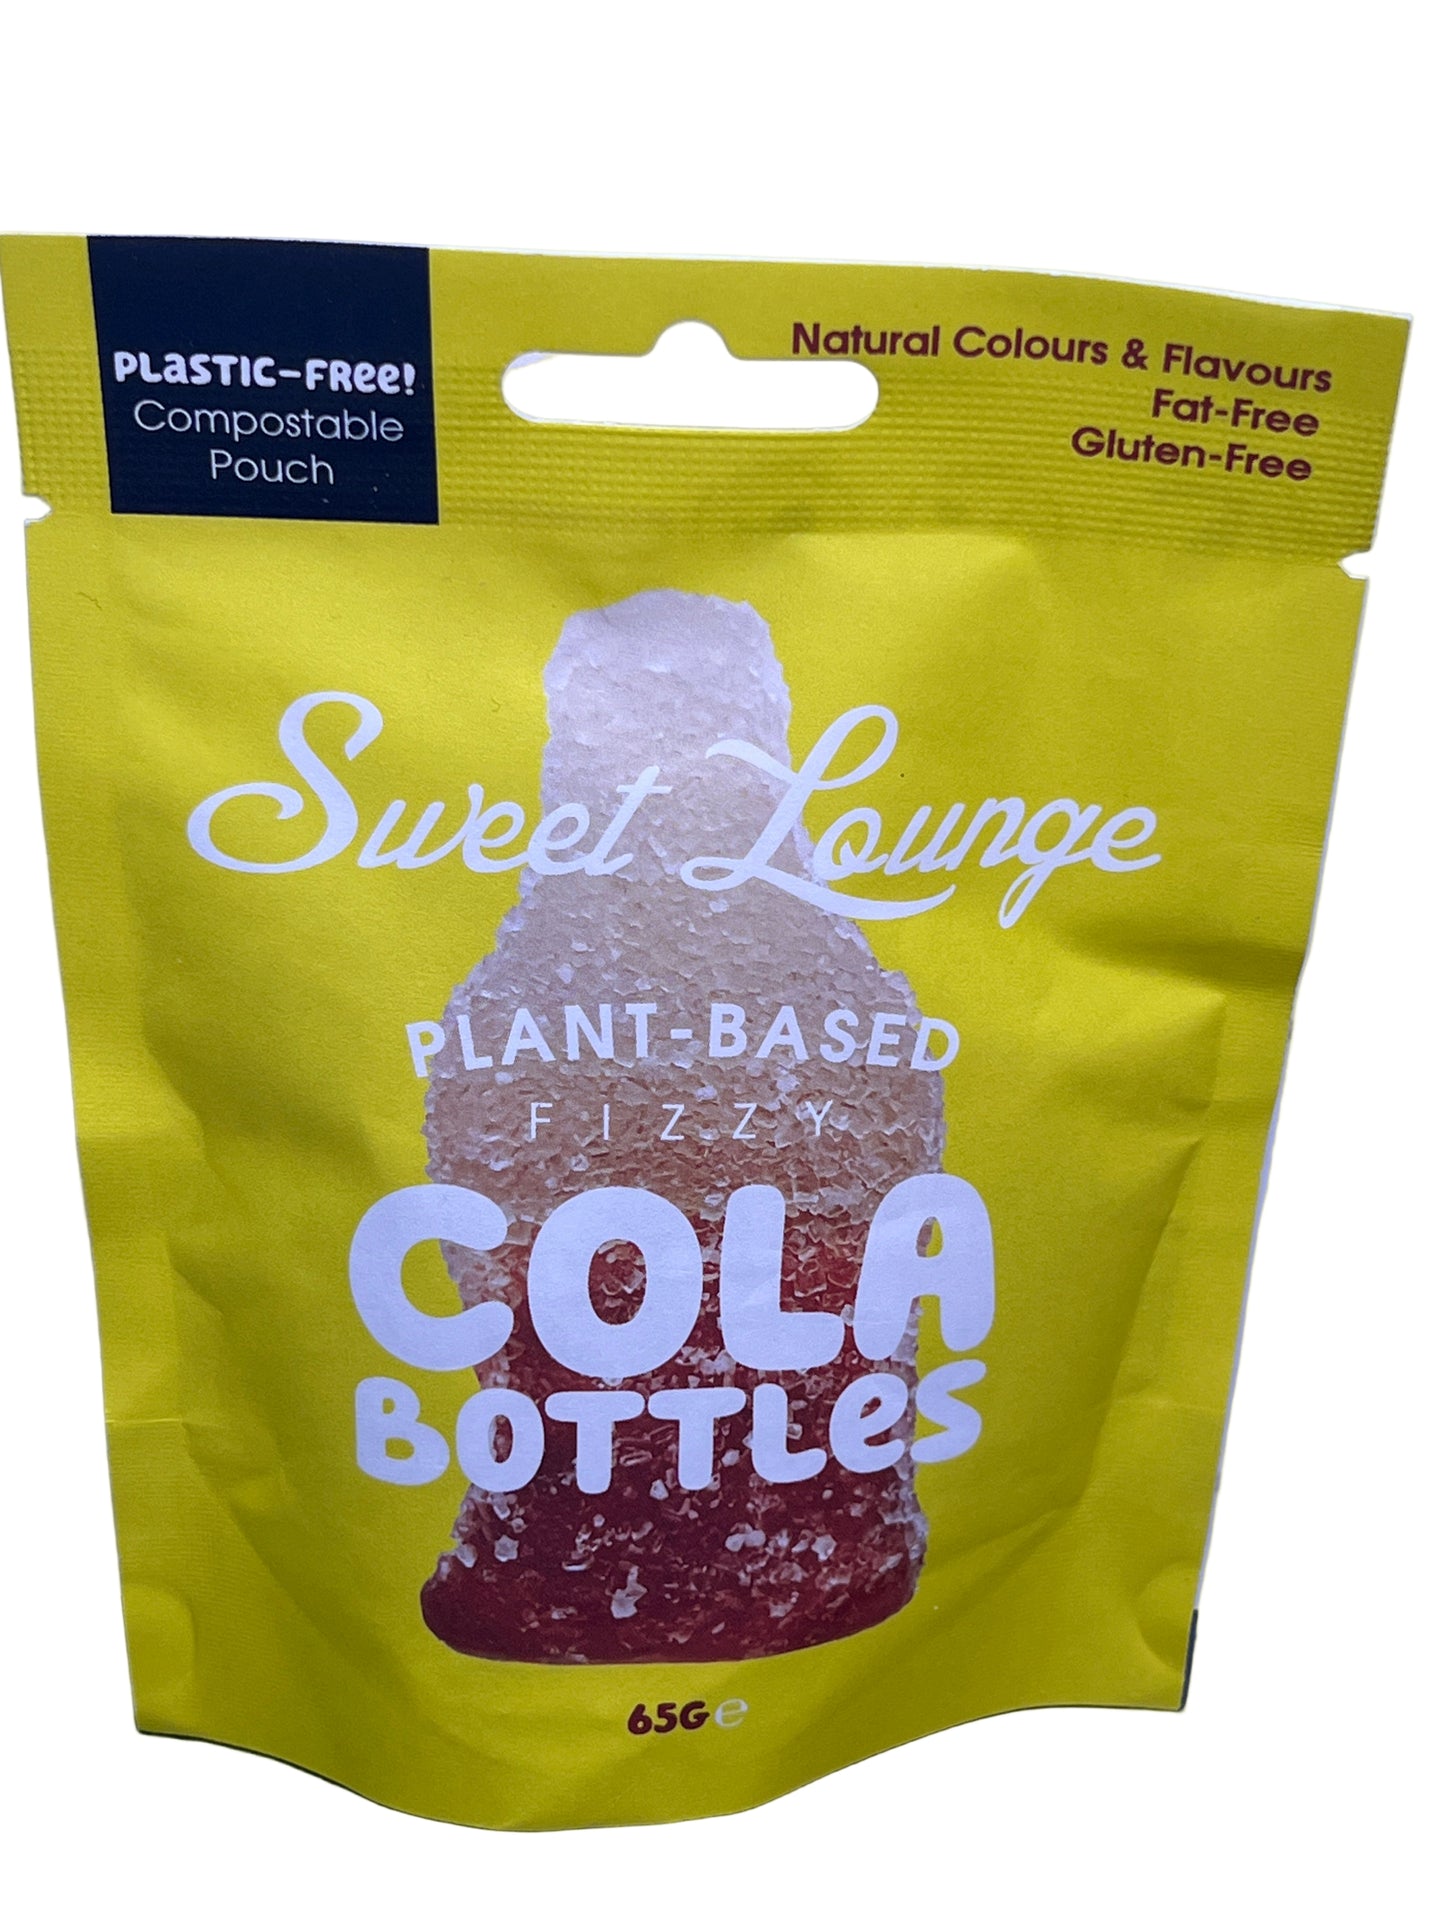 PLaSTIC-FRee!
Compostable
Pouch
Natural Colours & Flavours
Fat-Free
Gluten-Free
Sweet Lounge
PLANT-BASED
FIZZY
COLA
BOTTLeS
65G e